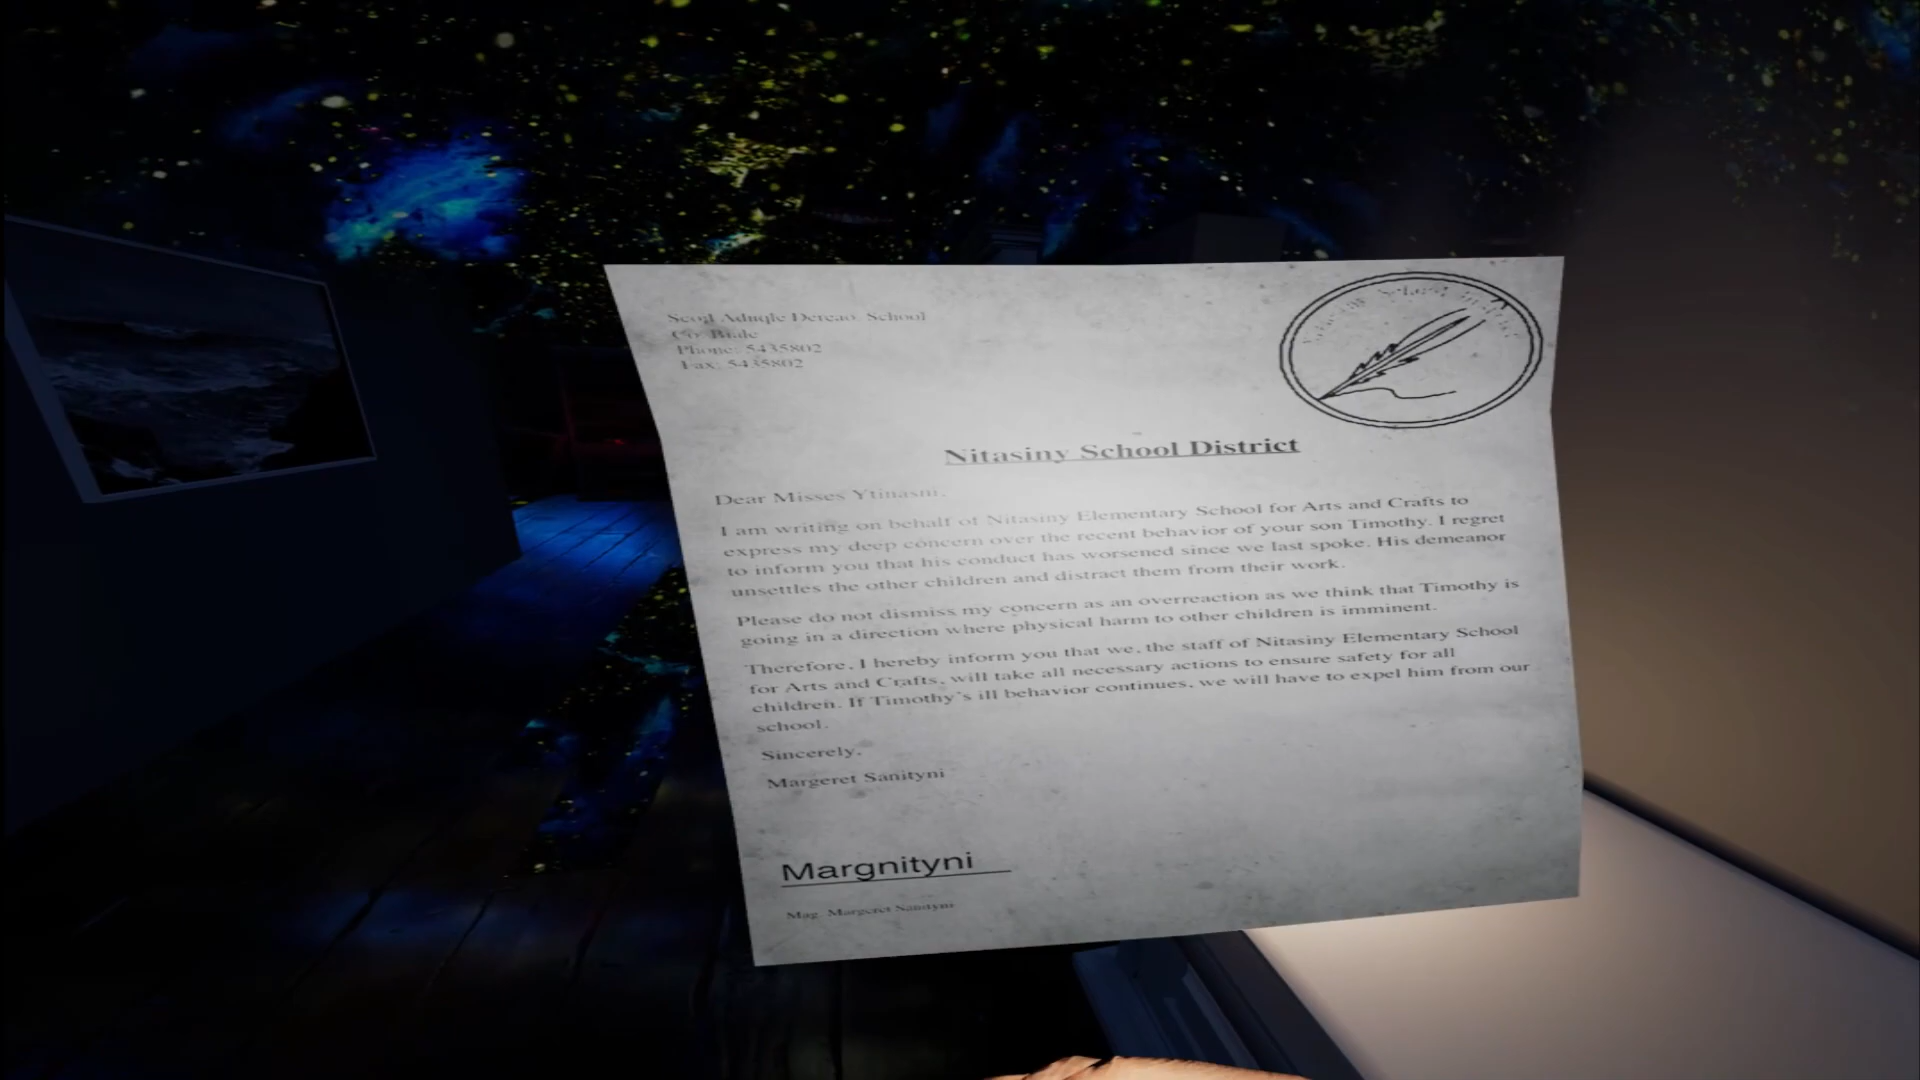 School
Phone: 5435802
Fax: 5435802
Nitasiny School District
Dear Misses Ytinasni,
I am writing on behalf of Nitasiny Elementary School for Arts and Crafts to
express my deep concern over the recent behavior of your son Timothy. I regret
to inform you that his conduct has worsened since we last spoke. His demeanor
unsettles the other children and distract them from their work.
Please do not dismiss my concern as an overreaction as we think that Timothy is
going in a direction where physical harm to other children is imminent.
Therefore, I hereby inform you that we, the staff of Nitasiny Elementary School
for Arts and Crafts, will take all necessary actions to ensure safety for all
children. If Timothy's ill behavior continues, we will have to expel him from our
school.
Sincerely,
Margeret Sanityni
Margnityni
Mag. Margeret Sanityni